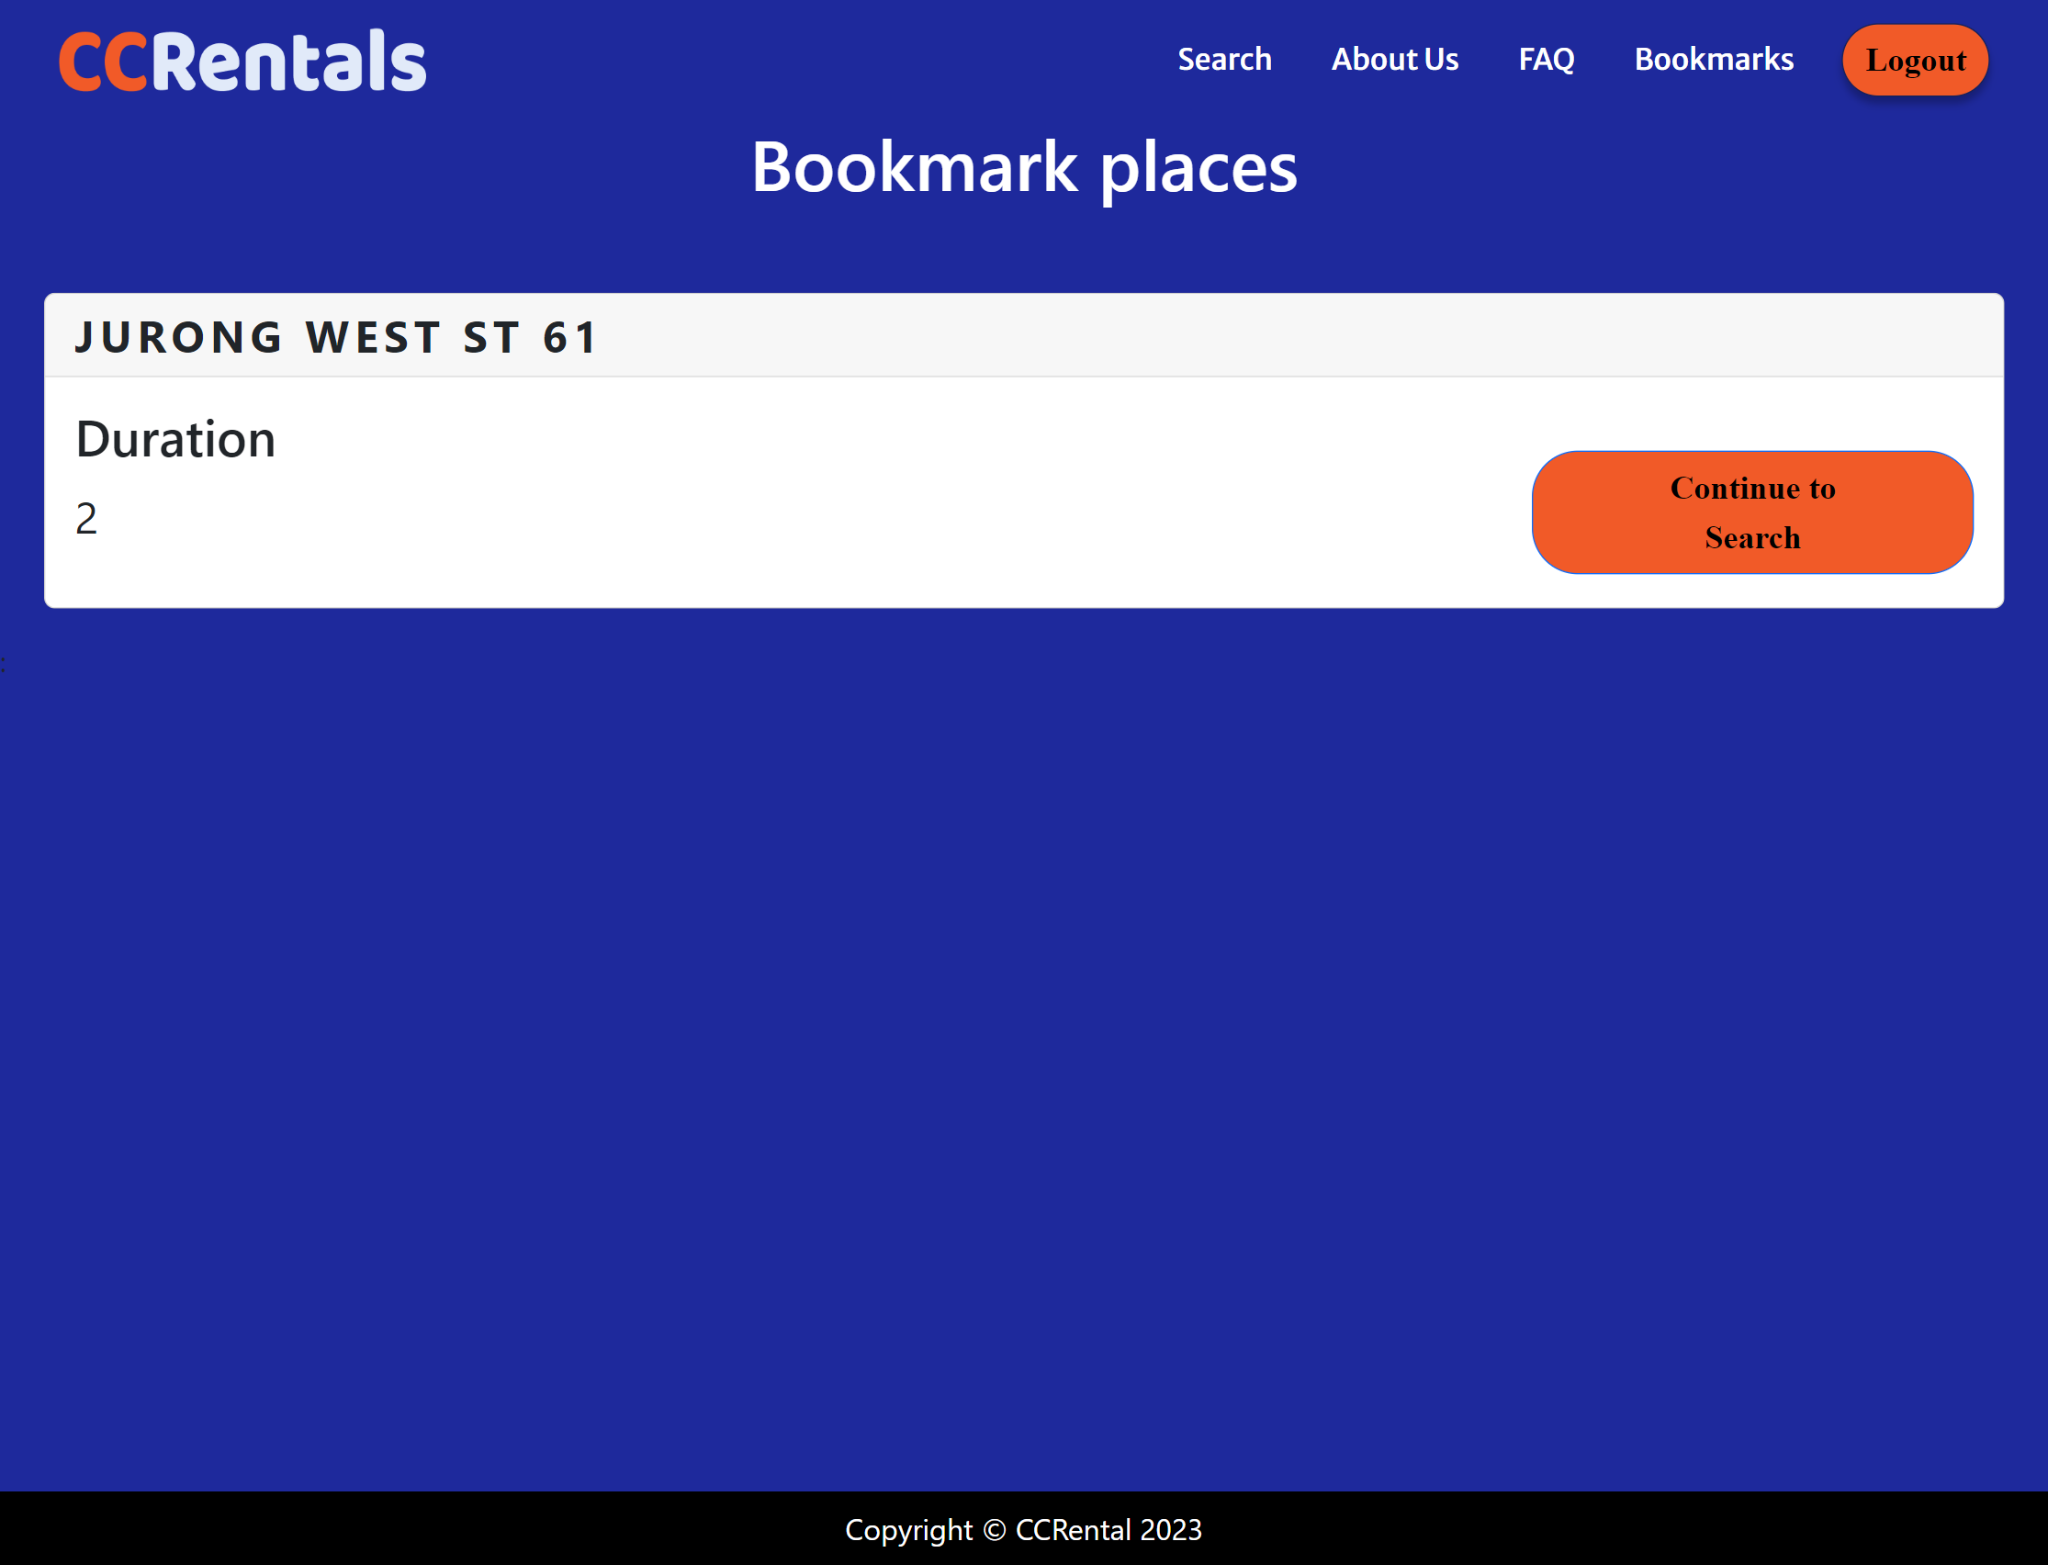 CCRentals
Search About Us FAQ Bookmarks Logout
Bookmark places
JURONG WEST ST 61
Duration
2
Continue to
Search
:
Copyright © CCRental 2023